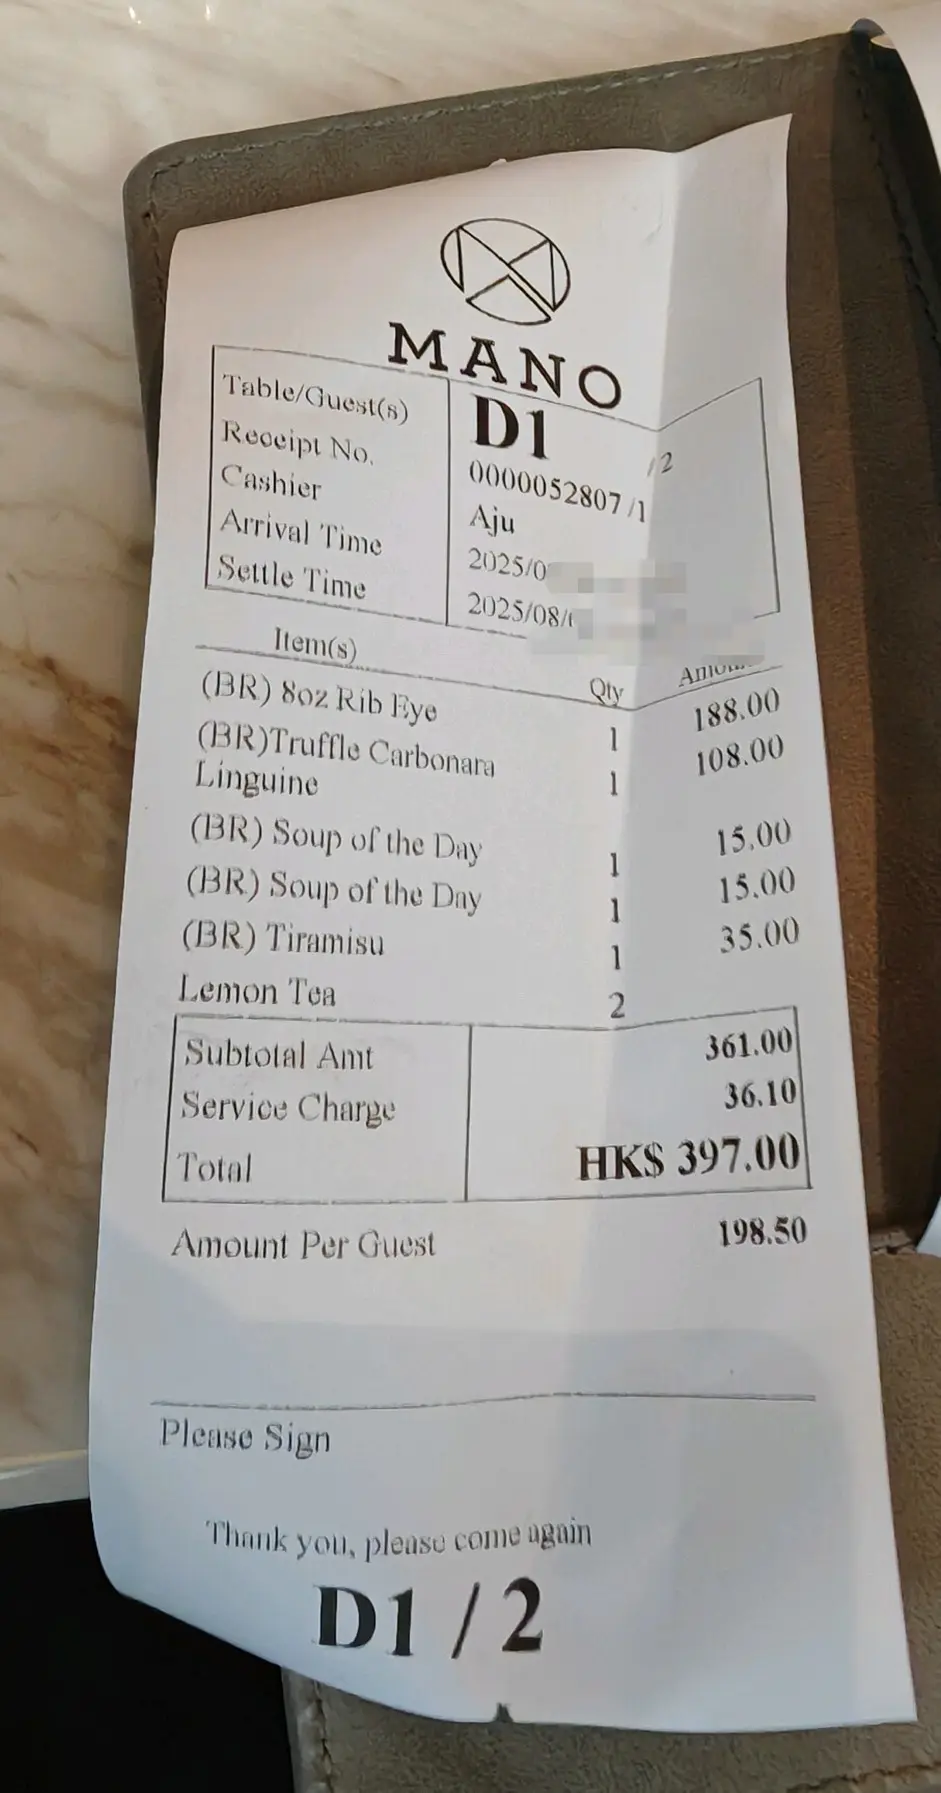 MANO
Table/Guest(s) D1 /2
Receipt No. 0000052807 /1
Cashier Aju
Arrival Time 2025/0
Settle Time 2025/08/
Item(s) Qty
(BR) 8oz Rib Eye 1 188.00
(BR)Truffle Carbonara 1 108.00
Linguine
(BR) Soup of the Day 1 15.00
(BR) Soup of the Day 1 15.00
(BR) Tiramisu 1 35.00
Lemon Tea 2
Subtotal Amt 361.00
Service Charge 36.10
Total HK$ 397.00
Amount Per Guest 198.50
Please Sign
Thank you, please come again
D1 / 2